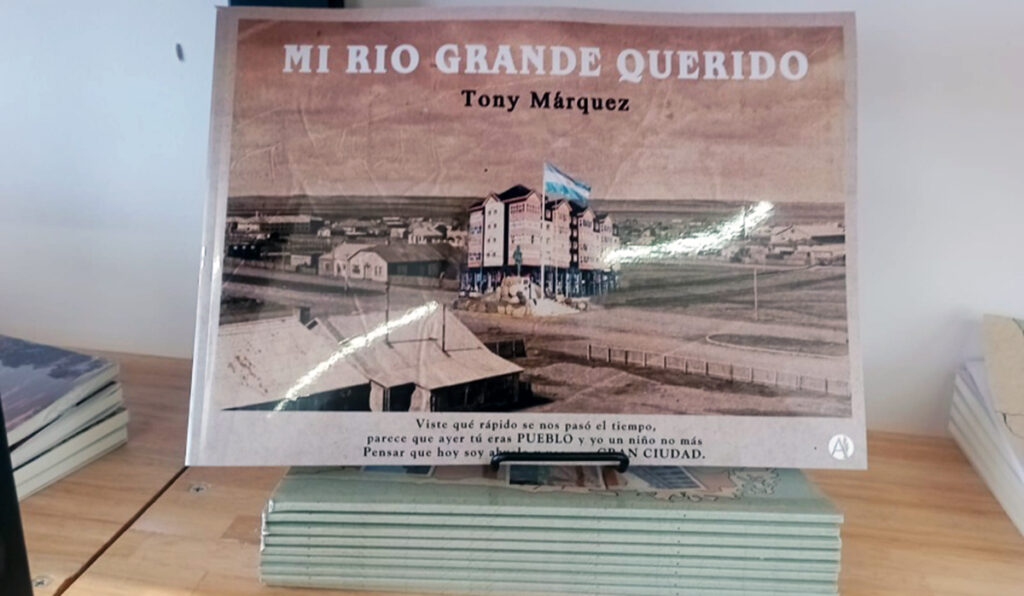 MI RIO GRANDE QUERIDO
Tony Márquez
Viste qué rápido se nos pasó el tiempo,
parece que ayer tú eras PUEBLO y yo un niño no más
Pensar que hoy soy GRAN CIUDAD.